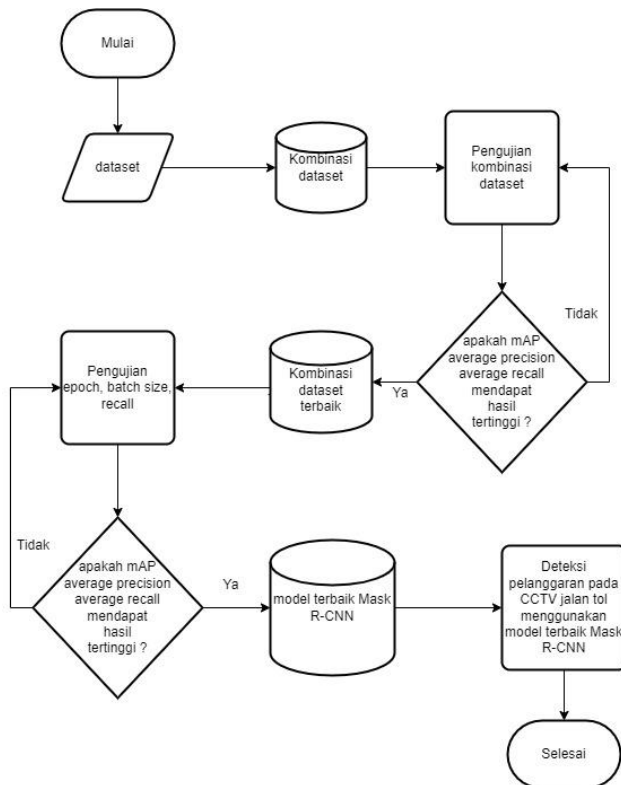 Mulai
dataset
Kombinasi
dataset
Pengujian
kombinasi
dataset
Tidak
apakah mAP
average precision
average recall
mendapat
hasil
tertinggi ?
Ya
Kombinasi
dataset
terbaik
Pengujian
epoch, batch size,
recall
Tidak
apakah mAP
average precision
average recall
mendapat
hasil
tertinggi ?
Ya
model terbaik Mask
R-CNN
Deteksi
pelanggaran pada
CCTV jalan tol
menggunakan
model terbaik Mask
R-CNN
Selesai